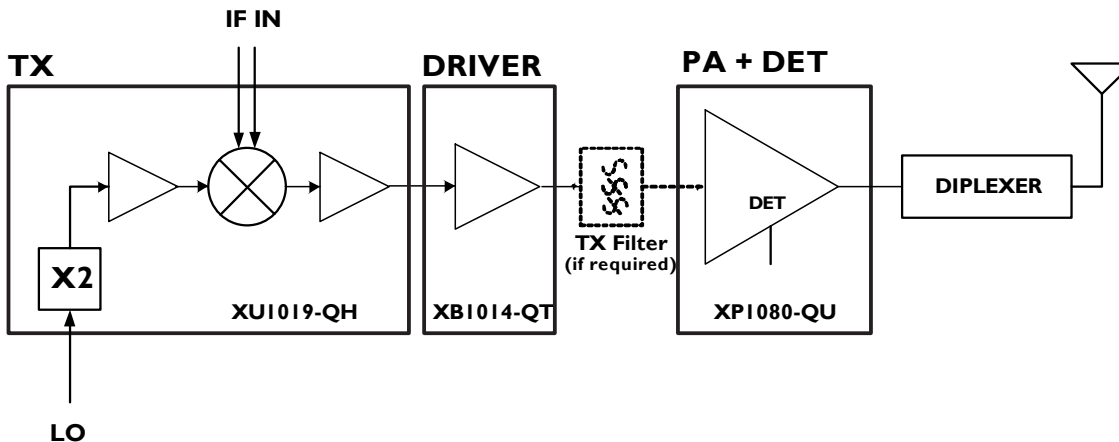 IF IN
TX
DRIVER
PA + DET
X2
DET
DIPLEXER
TX Filter
(if required)
XU1019-QH
XB1014-QT
XP1080-QU
LO